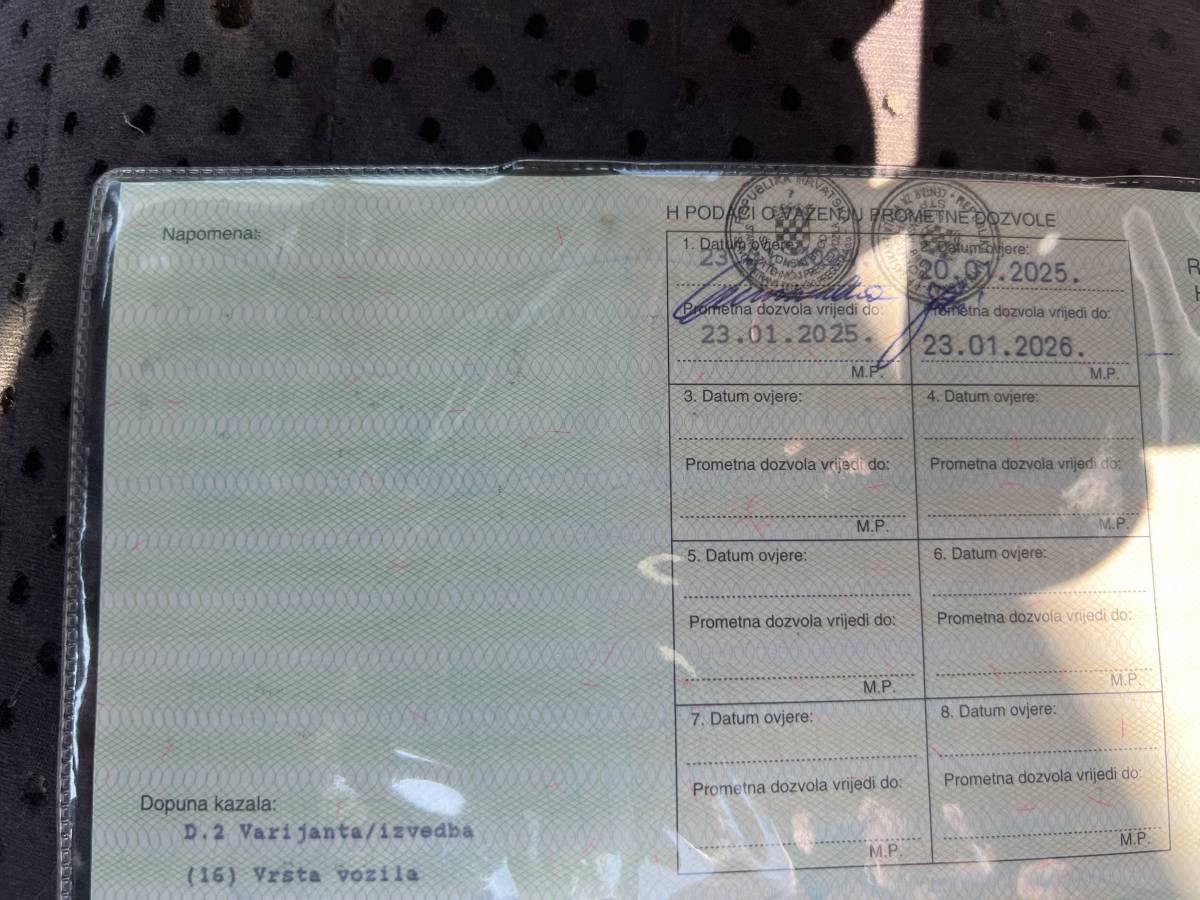 Napomena:
H PODACI O VAŽENJU PROMETNE DOZVOLE
1. Datum ovjere:
23
Prometna dozvola vrijedi do:
23.01.2025.
M.P.
2. Datum ovjere:
20.01.2025.
Prometna dozvola vrijedi do:
23.01.2026.
M.P.
3. Datum ovjere:
Prometna dozvola vrijedi do:
M.P.
4. Datum ovjere:
Prometna dozvola vrijedi do:
M.P.
5. Datum ovjere:
Prometna dozvola vrijedi do:
M.P.
6. Datum ovjere:
Prometna dozvola vrijedi do:
M.P.
7. Datum ovjere:
Prometna dozvola vrijedi do:
M.P.
8. Datum ovjere:
Prometna dozvola vrijedi do:
M.P.
Dopuna kazala:
D.2 Varijanta/izvedba
(16) Vrsta vozila
R